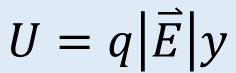 U = q|E⃗|y